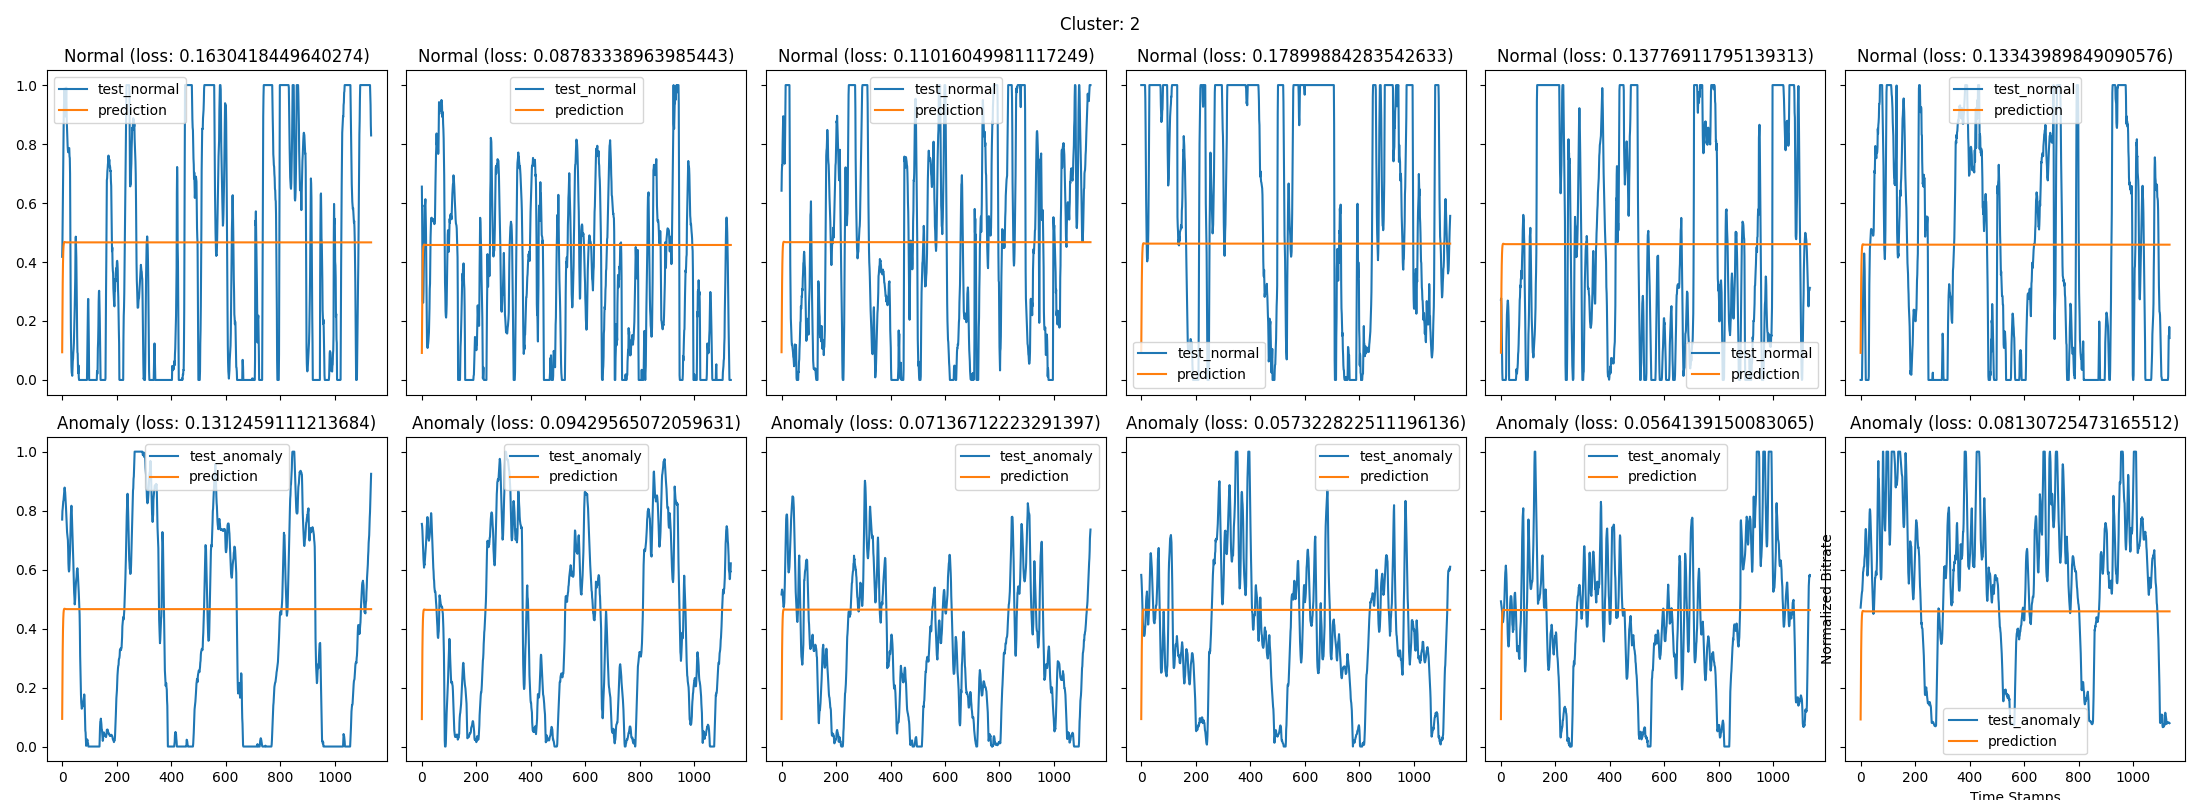 Cluster: 2
Normal (loss: 0.1630418449640274)
Normal (loss: 0.08783338963985443)
Normal (loss: 0.11016049981117249)
Normal (loss: 0.17899884283542633)
Normal (loss: 0.13776911795139313)
Normal (loss: 0.13343989849090576)
test_normal
prediction
test_normal
prediction
test_normal
prediction
test_normal
prediction
test_normal
prediction
test_normal
prediction
1.0
0.8
0.6
0.4
0.2
0.0
Anomaly (loss: 0.1312459111213684)
Anomaly (loss: 0.09429565072059631)
Anomaly (loss: 0.07136712223291397)
Anomaly (loss: 0.0573228225111961​36)
Anomaly (loss: 0.0564139150083065)
Anomaly (loss: 0.08130725473165512)
test_anomaly
prediction
test_anomaly
prediction
test_anomaly
prediction
test_anomaly
prediction
test_anomaly
prediction
test_anomaly
prediction
1.0
0.8
0.6
0.4
0.2
0.0
Normalized Bitrate
0 200 400 600 800 1000
0 200 400 600 800 1000
0 200 400 600 800 1000
0 200 400 600 800 1000
0 200 400 600 800 1000
0 200 400 600 800 1000
Time Stamps